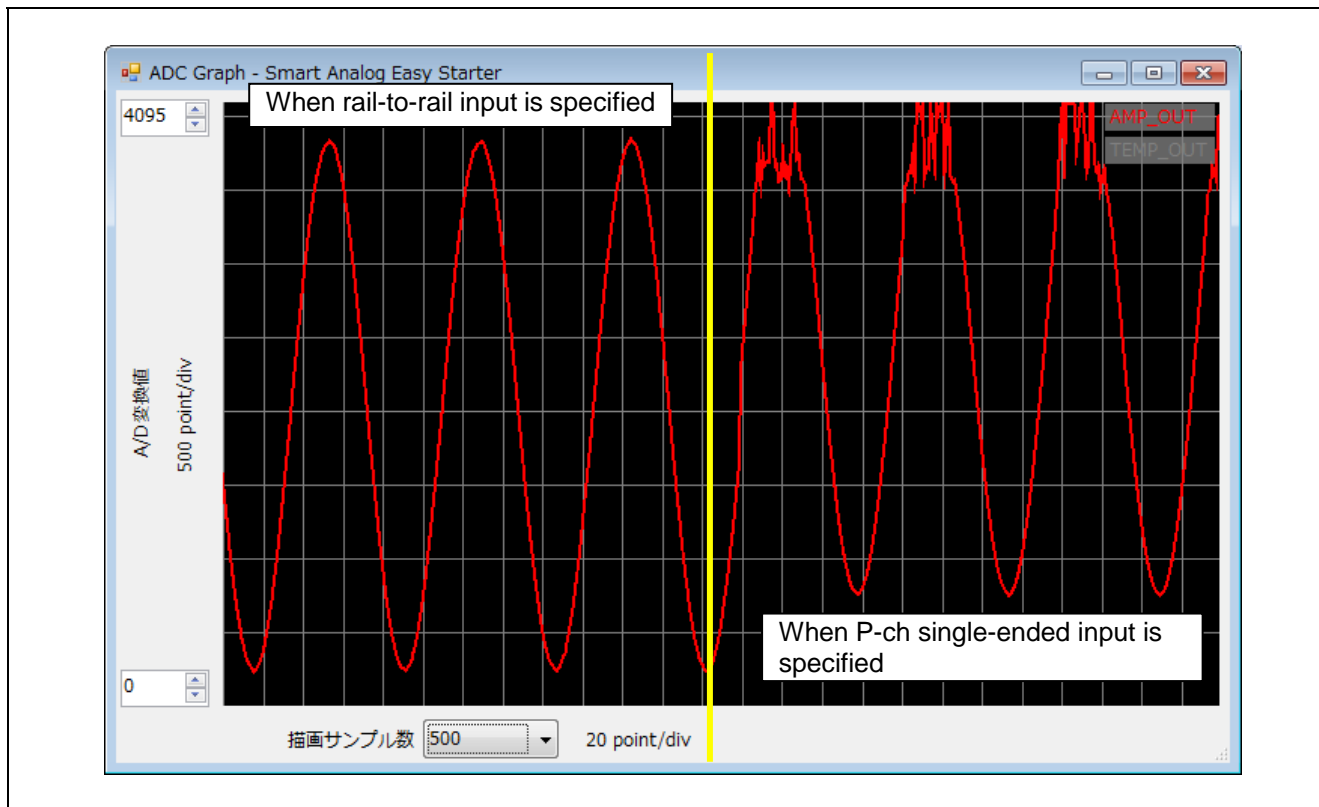 ADC Graph - Smart Analog Easy Starter
When rail-to-rail input is specified
4095
AMP_OUT
TEMP_OUT
A/D変換値
500 point/div
When P-ch single-ended input is
specified
0
描画サンプル数 500 20 point/div